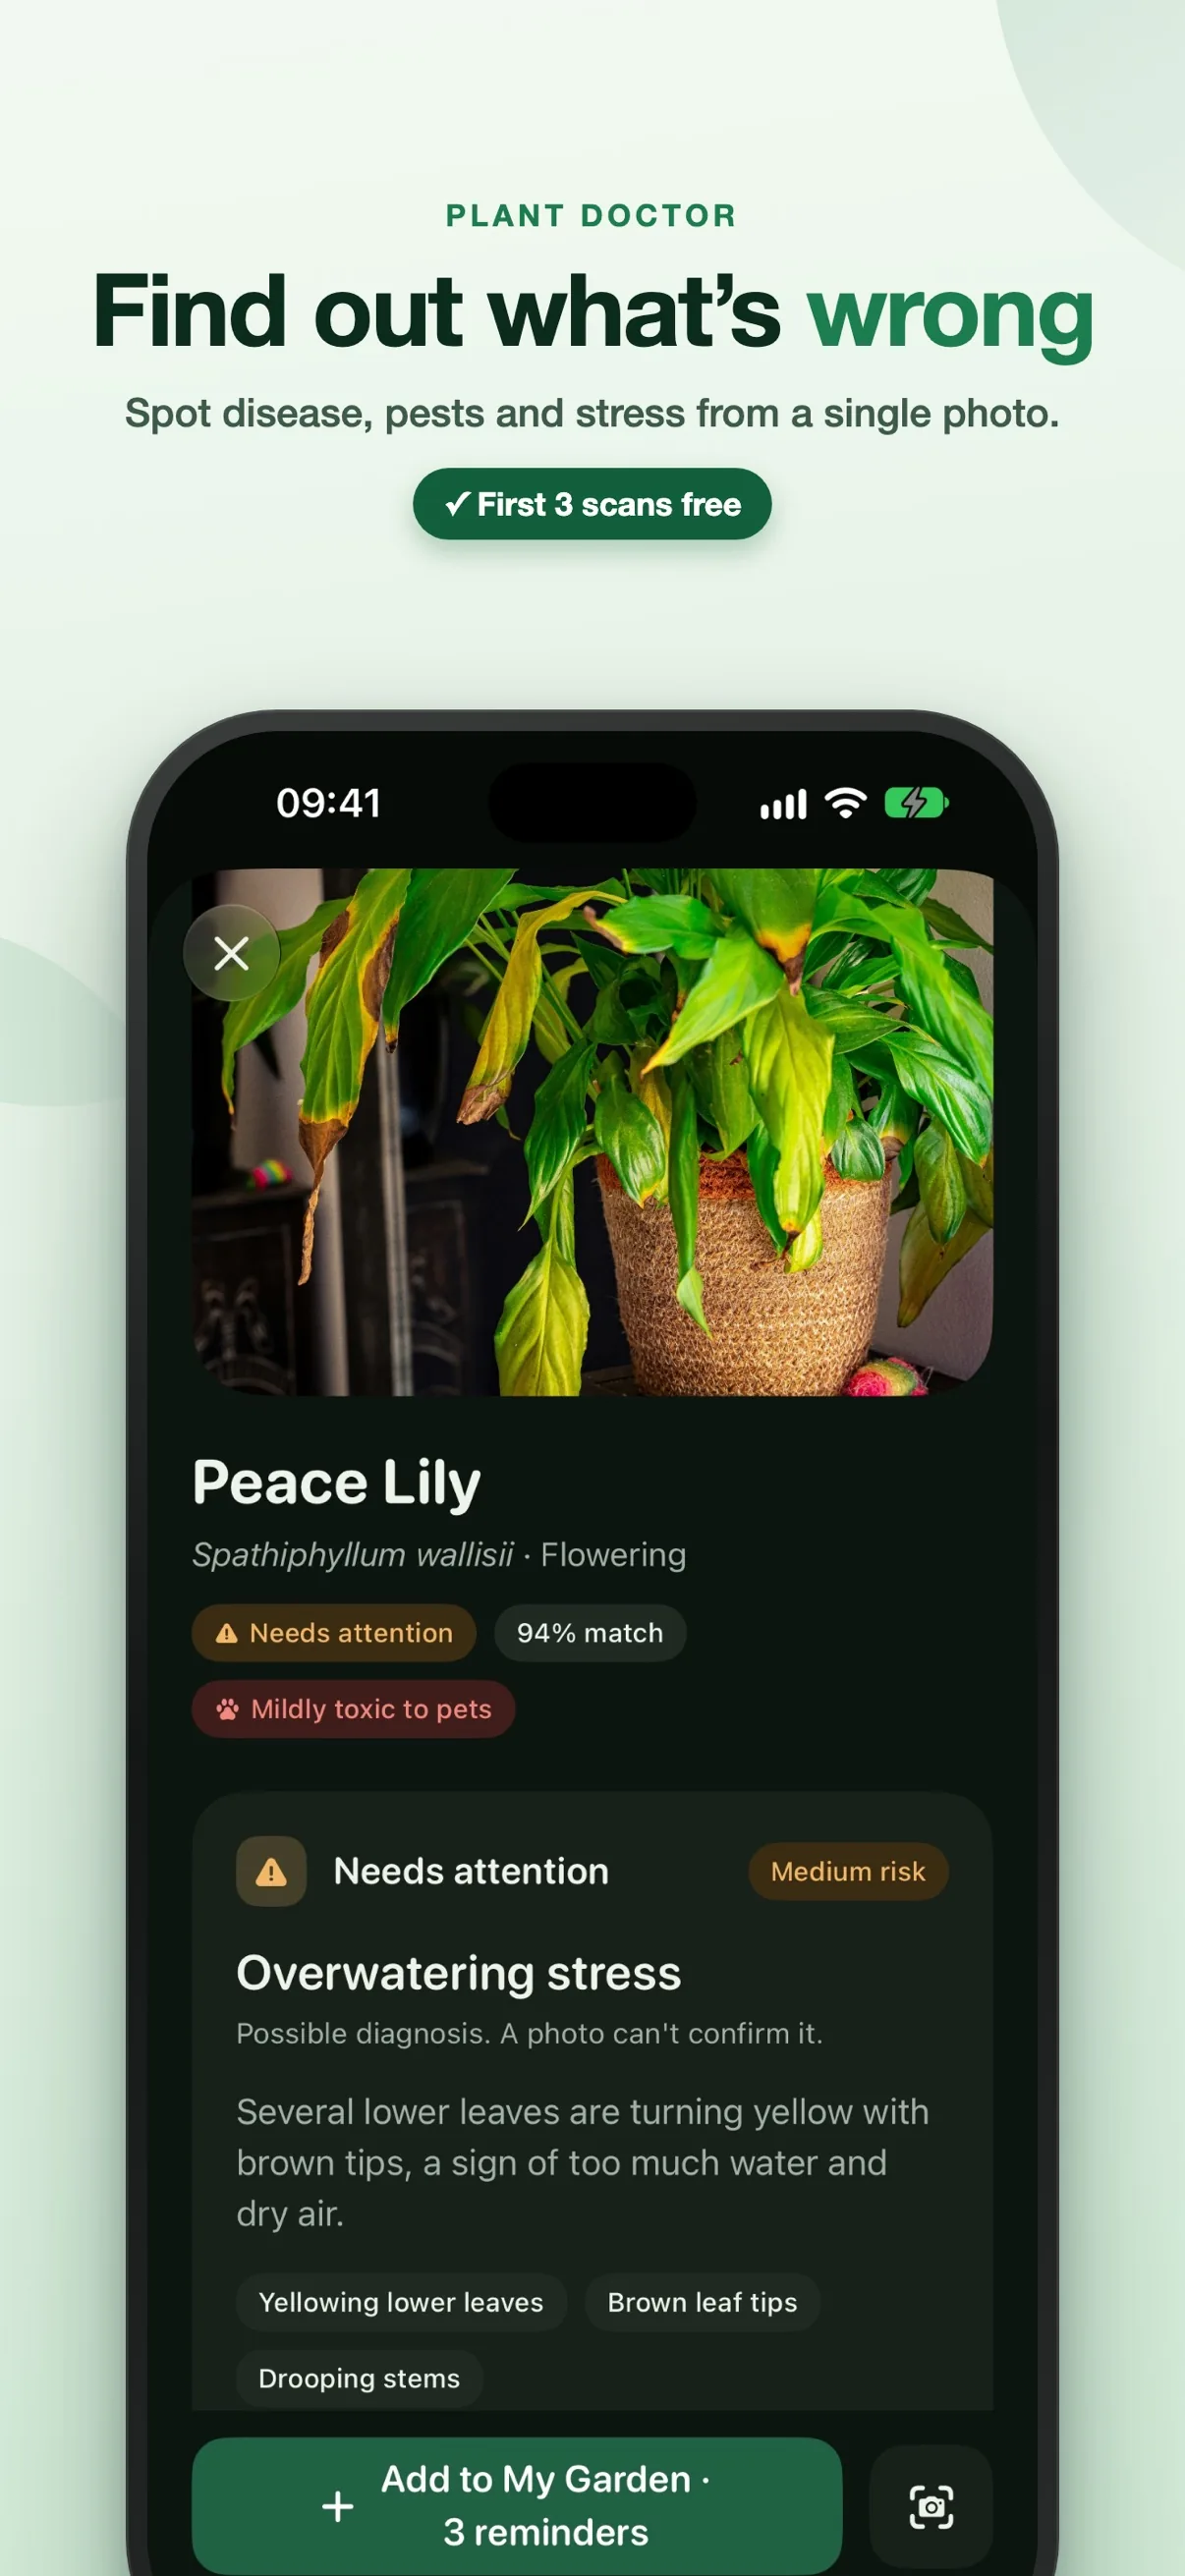 PLANT DOCTOR
Find out what’s wrong
Spot disease, pests and stress from a single photo.
✓ First 3 scans free
09:41
Peace Lily
Spathiphyllum wallisii · Flowering
Needs attention
94% match
Mildly toxic to pets
Needs attention
Medium risk
Overwatering stress
Possible diagnosis. A photo can't confirm it.
Several lower leaves are turning yellow with
brown tips, a sign of too much water and
dry air.
Yellowing lower leaves
Brown leaf tips
Drooping stems
+ Add to My Garden ·
3 reminders